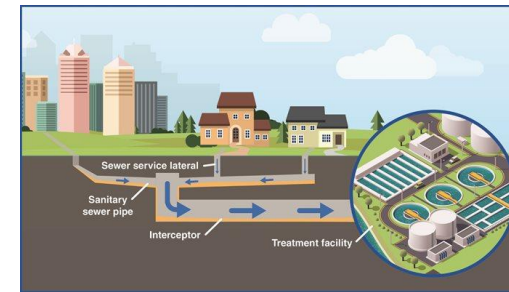 Sewer service lateral
Sanitary
sewer pipe
Interceptor
Treatment facility